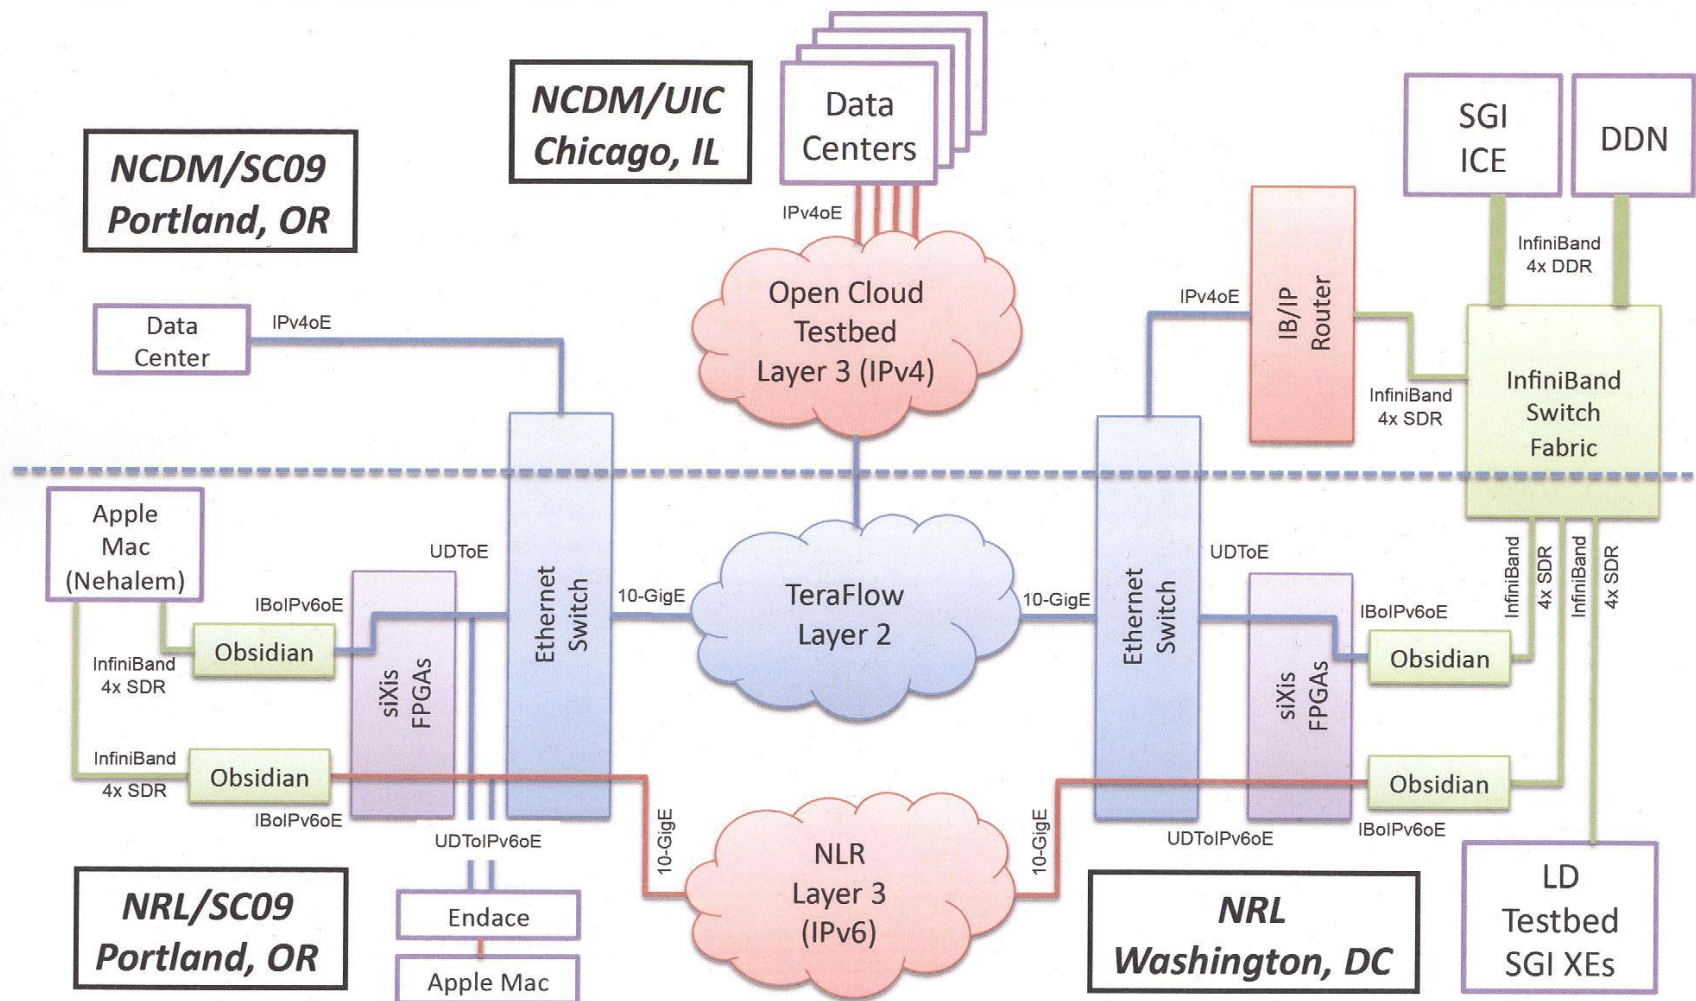 NCDM/SC09
Portland, OR
NCDM/UIC
Chicago, IL
Data
Centers
IPv4oE
SGI
ICE
DDN
InfiniBand
4x DDR
Data
Center
IPv4oE
Open Cloud
Testbed
Layer 3 (IPv4)
IPv4oE
IB/IP
Router
InfiniBand
4x SDR
InfiniBand
Switch
Fabric
Apple
Mac
(Nehalem)
UDToE
Ethernet
Switch
10-GigE
TeraFlow
Layer 2
10-GigE
Ethernet
Switch
UDToE
InfiniBand
4x SDR
InfiniBand
4x SDR
IBoIPv6oE
Obsidian
InfiniBand
4x SDR
siXis
FPGAs
siXis
FPGAs
IBoIPv6oE
Obsidian
InfiniBand
4x SDR
Obsidian
IBoIPv6oE
Obsidian
IBoIPv6oE
UDToIPv6oE
10-GigE
NLR
Layer 3
(IPv6)
10-GigE
UDToIPv6oE
NRL/SC09
Portland, OR
Endace
Apple Mac
NRL
Washington, DC
LD
Testbed
SGI XEs